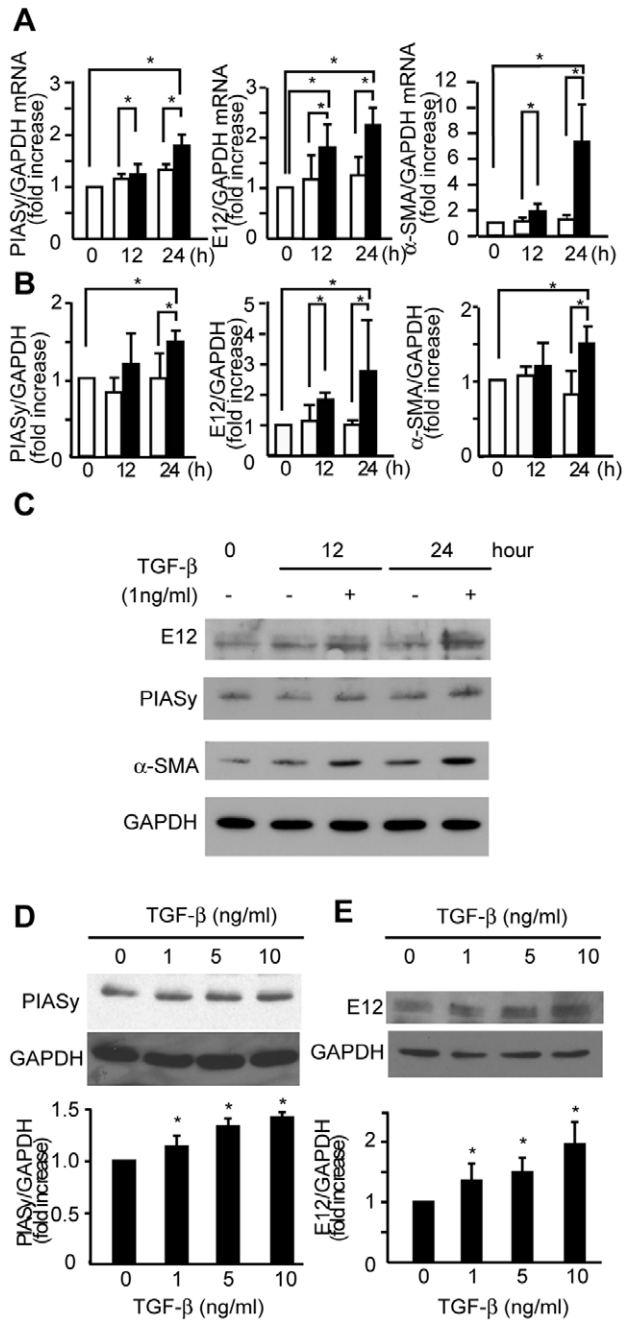 A
PIASy/GAPDH mRNA
(fold increase)
3
2
1
0
* * *
0 12 24 (h)
E12/GAPDH mRNA
(fold increase)
3
2
1
0
* * * *
0 12 24 (h)
α-SMA/GAPDH mRNA
(fold increase)
12
10
8
6
4
2
0
* * *
0 12 24 (h)
B
PIASy/GAPDH
(fold increase)
2
1
0
* *
0 12 24 (h)
E12/GAPDH
(fold increase)
5
4
3
2
1
0
* * *
0 12 24 (h)
α-SMA/GAPDH
(fold increase)
2
1
0
* *
0 12 24 (h)
C
0 12 24 hour
TGF-β
(1ng/ml) - - + - +
E12
PIASy
α-SMA
GAPDH
D
TGF-β (ng/ml)
0 1 5 10
PIASy
GAPDH
PIASy/GAPDH
(fold increase)
1.5
1.0
0.5
0
* * *
0 1 5 10
TGF-β (ng/ml)
E
TGF-β (ng/ml)
0 1 5 10
E12
GAPDH
E12/GAPDH
(fold increase)
2
1
0
* * *
0 1 5 10
TGF-β (ng/ml)